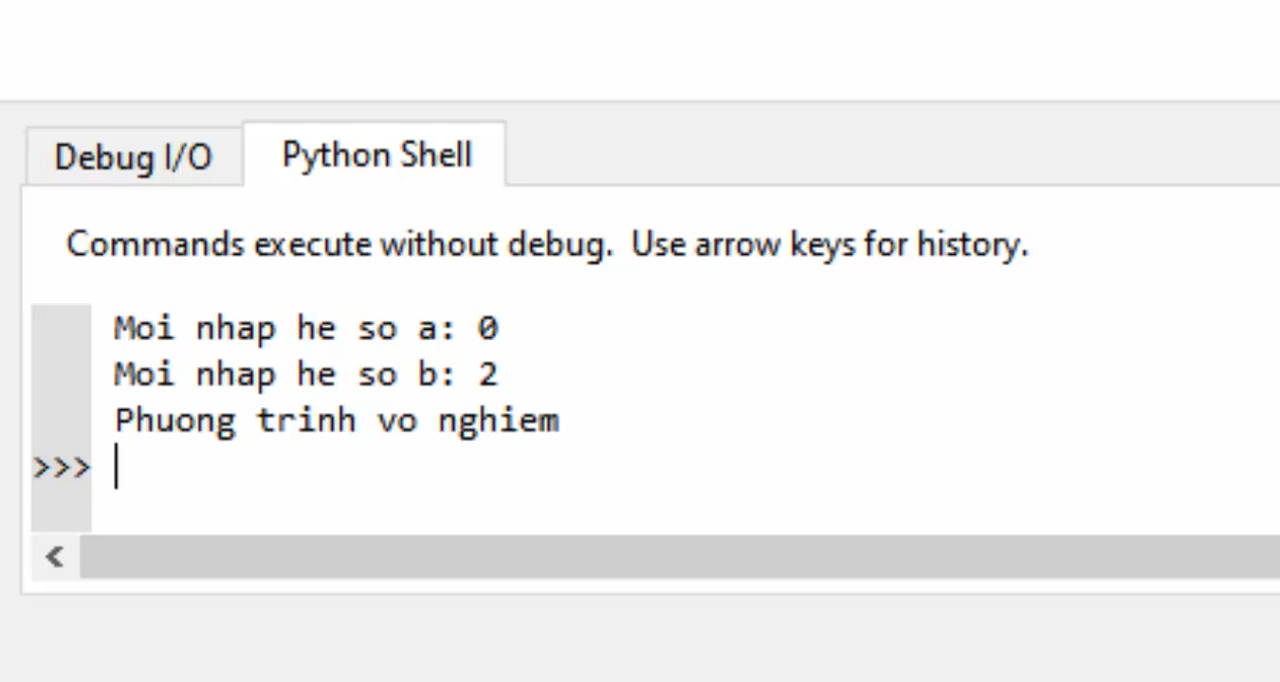 Debug I/O Python Shell
Commands execute without debug.  Use arrow keys for history.
Moi nhap he so a: 0
Moi nhap he so b: 2
Phuong trinh vo nghiem
>>>